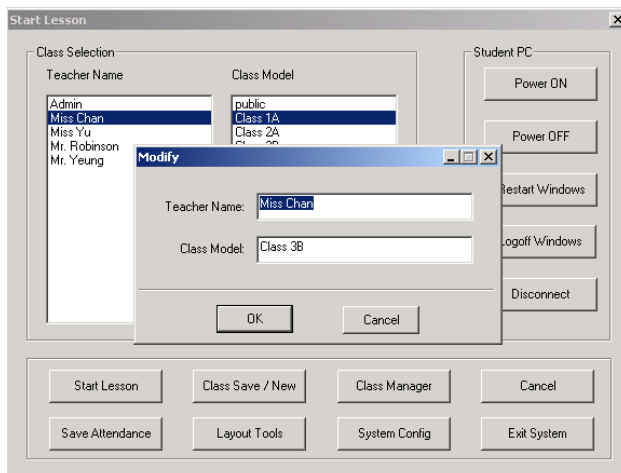 Start Lesson
Class Selection
Teacher Name
Class Model
Admin
Miss Chan
Miss Yu
Mr. Robinson
Mr. Yeung
public
Class 1A
Class 2A
Student PC
Power ON
Power OFF
Restart Windows
Logoff Windows
Disconnect
Modify
Teacher Name:
Miss Chan
Class Model:
Class 3B
OK
Cancel
Start Lesson
Class Save / New
Class Manager
Cancel
Save Attendance
Layout Tools
System Config
Exit System